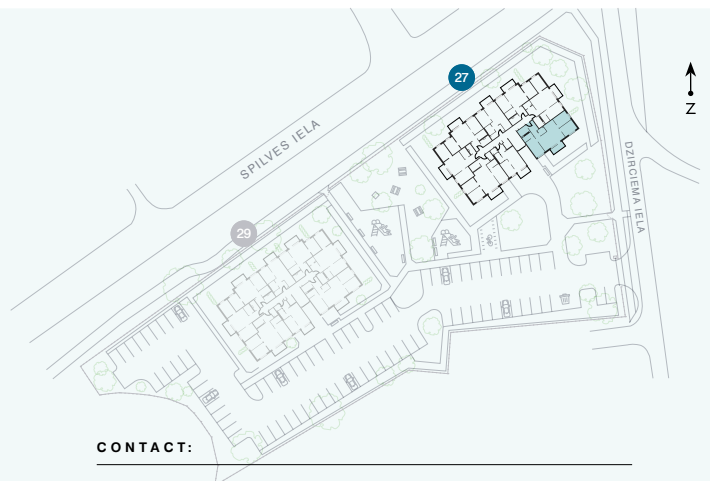 27
Z
SPILVES IELA
DZIRCIEMA IELA
29
CONTACT: